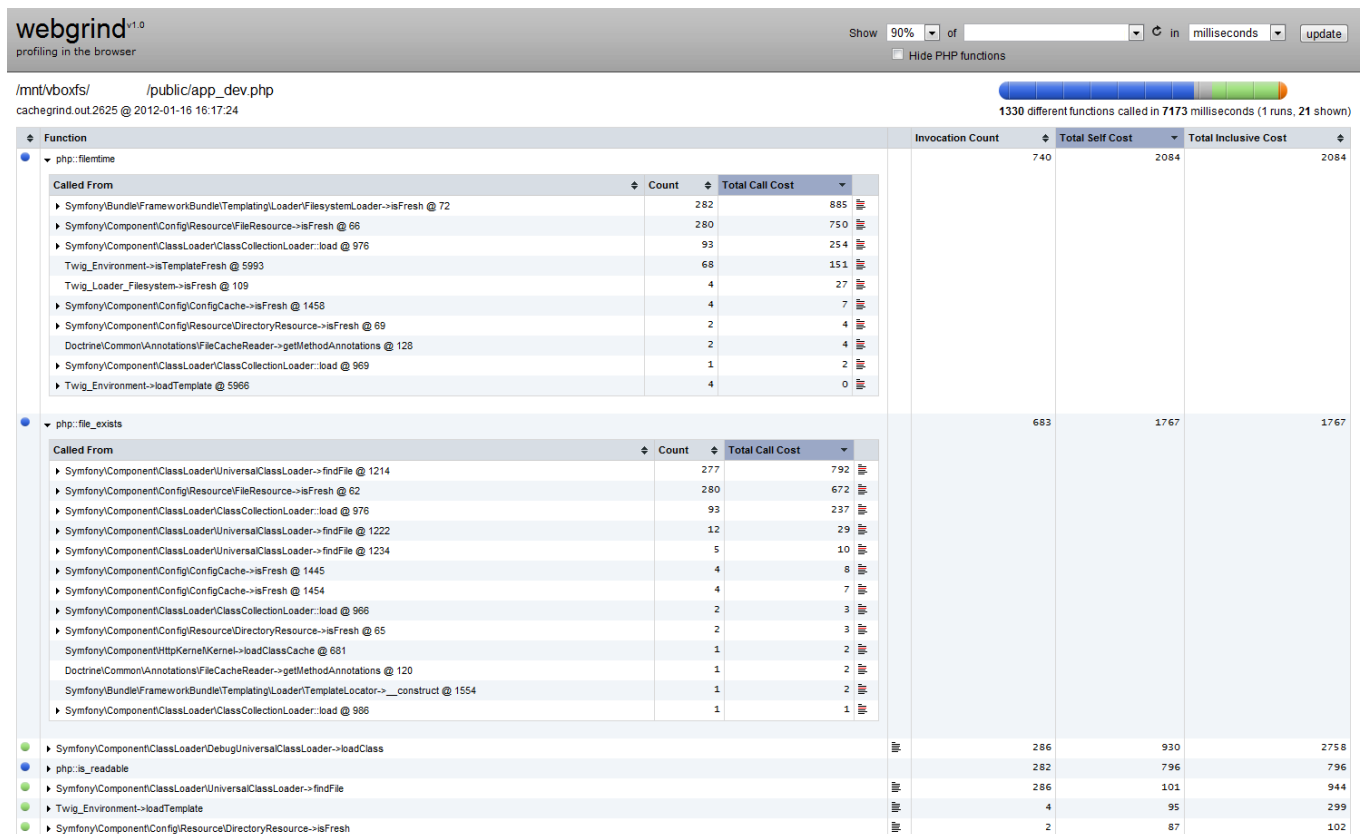 webgrind v1.0
profiling in the browser
Show 90% of in milliseconds update
Hide PHP functions
/mnt/vboxfs/ /public/app_dev.php
cachegrind.out.2625 @ 2012-01-16 16:17:24
1330 different functions called in 7173 milliseconds (1 runs, 21 shown)
Function Invocation Count Total Self Cost Total Inclusive Cost
php::filemtime 740 2084 2084
Called From Count Total Call Cost
Symfony\Bundle\FrameworkBundle\Templating\Loader\FilesystemLoader->isFresh @ 72 282 885
Symfony\Component\Config\Resource\FileResource->isFresh @ 66 280 750
Symfony\Component\ClassLoader\ClassCollectionLoader::load @ 976 93 254
Twig_Environment->isTemplateFresh @ 5993 68 151
Twig_Loader_Filesystem->isFresh @ 109 4 27
Symfony\Component\Config\ConfigCache->isFresh @ 1458 4 7
Symfony\Component\Config\Resource\DirectoryResource->isFresh @ 69 2 4
Doctrine\Common\Annotations\FileCacheReader->getMethodAnnotations @ 128 2 4
Symfony\Component\ClassLoader\ClassCollectionLoader::load @ 969 1 2
Twig_Environment->loadTemplate @ 5966 4 0
php::file_exists 683 1767 1767
Called From Count Total Call Cost
Symfony\Component\ClassLoader\UniversalClassLoader->findFile @ 1214 277 792
Symfony\Component\Config\Resource\FileResource->isFresh @ 62 280 672
Symfony\Component\ClassLoader\ClassCollectionLoader::load @ 976 93 237
Symfony\Component\ClassLoader\UniversalClassLoader->findFile @ 1222 12 29
Symfony\Component\ClassLoader\UniversalClassLoader->findFile @ 1234 5 10
Symfony\Component\Config\ConfigCache->isFresh @ 1445 4 8
Symfony\Component\Config\ConfigCache->isFresh @ 1454 4 7
Symfony\Component\ClassLoader\ClassCollectionLoader::load @ 966 2 3
Symfony\Component\Config\Resource\DirectoryResource->isFresh @ 65 2 3
Symfony\Component\HttpKernel\Kernel->loadClassCache @ 681 1 2
Doctrine\Common\Annotations\FileCacheReader->getMethodAnnotations @ 120 1 2
Symfony\Bundle\FrameworkBundle\Templating\Loader\TemplateLocator->__construct @ 1554 1 2
Symfony\Component\ClassLoader\ClassCollectionLoader::load @ 986 1 1
Symfony\Component\ClassLoader\DebugUniversalClassLoader->loadClass 286 930 2758
php::is_readable 282 796 796
Symfony\Component\ClassLoader\UniversalClassLoader->findFile 286 101 944
Twig_Environment->loadTemplate 4 95 299
Symfony\Component\Config\Resource\DirectoryResource->isFresh 2 87 102